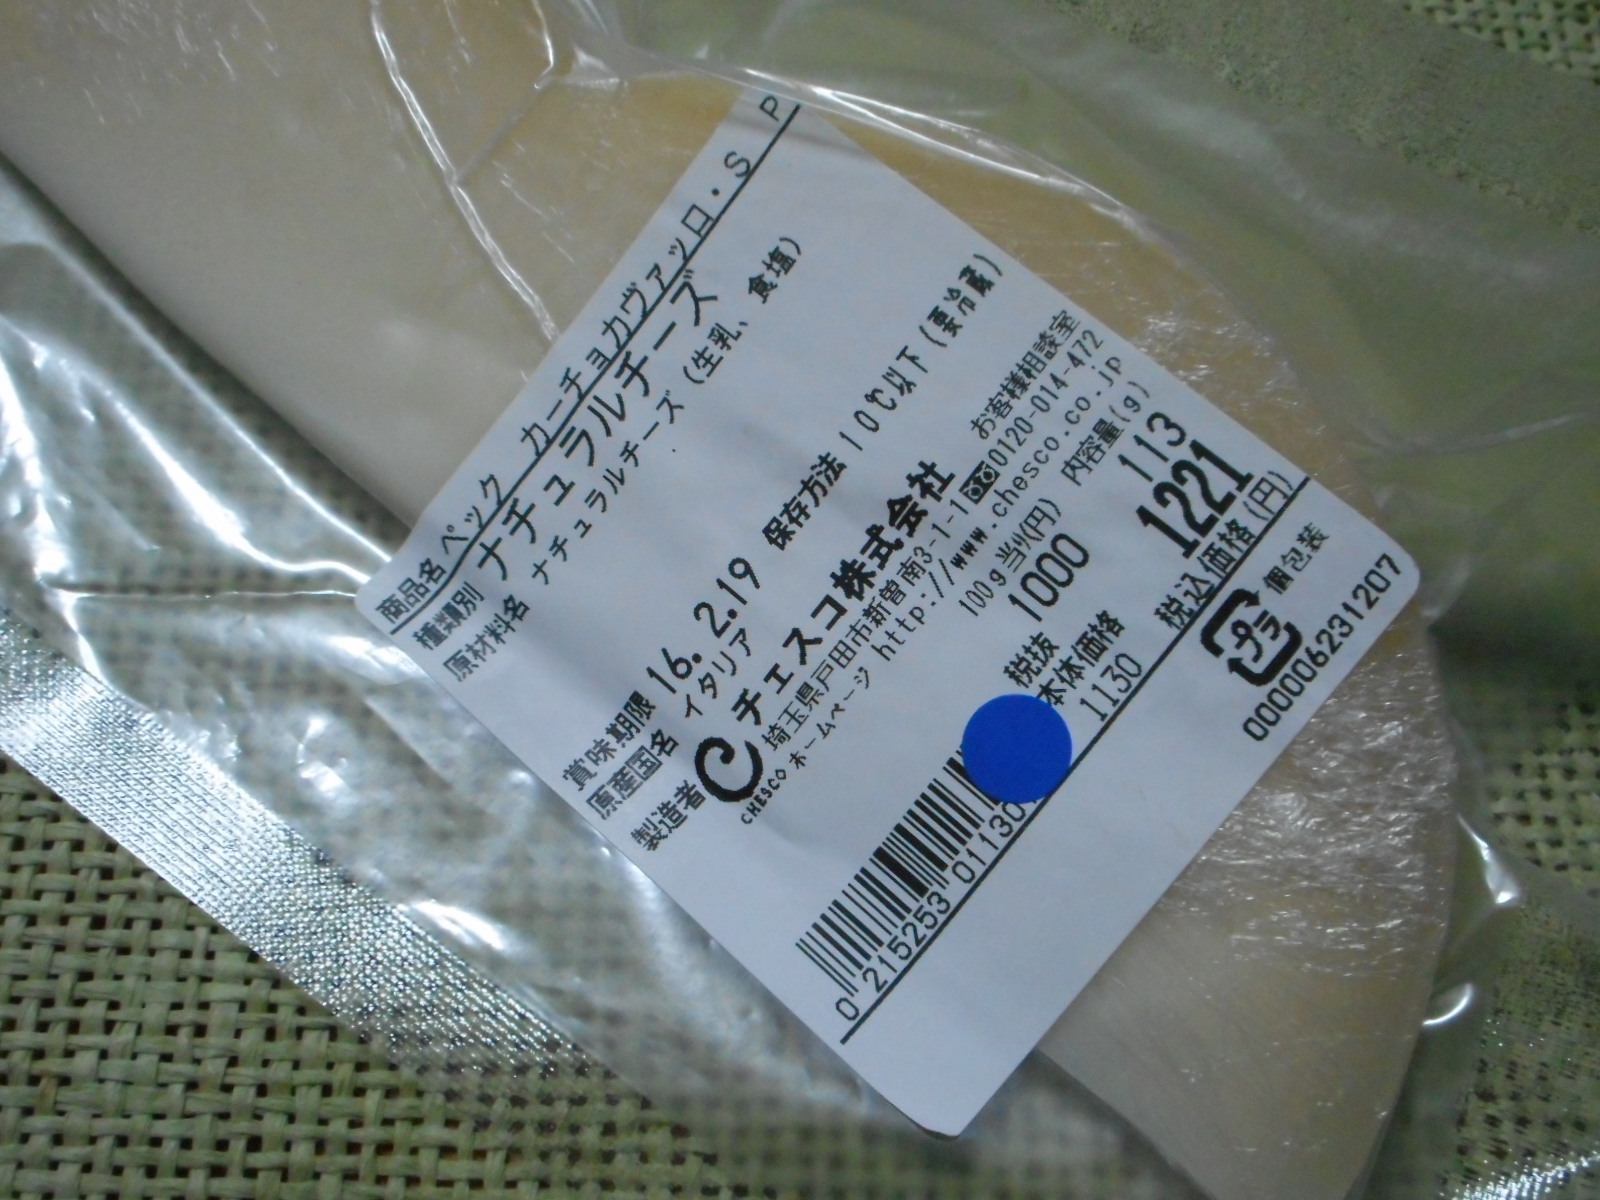 商品名 ペック カーチョカヴァッロ・S P
種類別 ナチュラルチーズ
原材料名 ナチュラルチーズ(生乳、食塩)
賞味期限 16. 2.19 保存方法 10℃以下(要冷蔵)
原産国名 イタリア
製造者 チェスコ株式会社
CHESCO
埼玉県戸田市新曽南3-1-1 お客様相談室
0120-014-472
ホームページ http://www.chesco.co.jp
100g当り(円) 内容量(g)
1000 113
税抜本体価格 1130
税込価格(円) 1221
0 215253 01130
プラ 個包装
000006231207